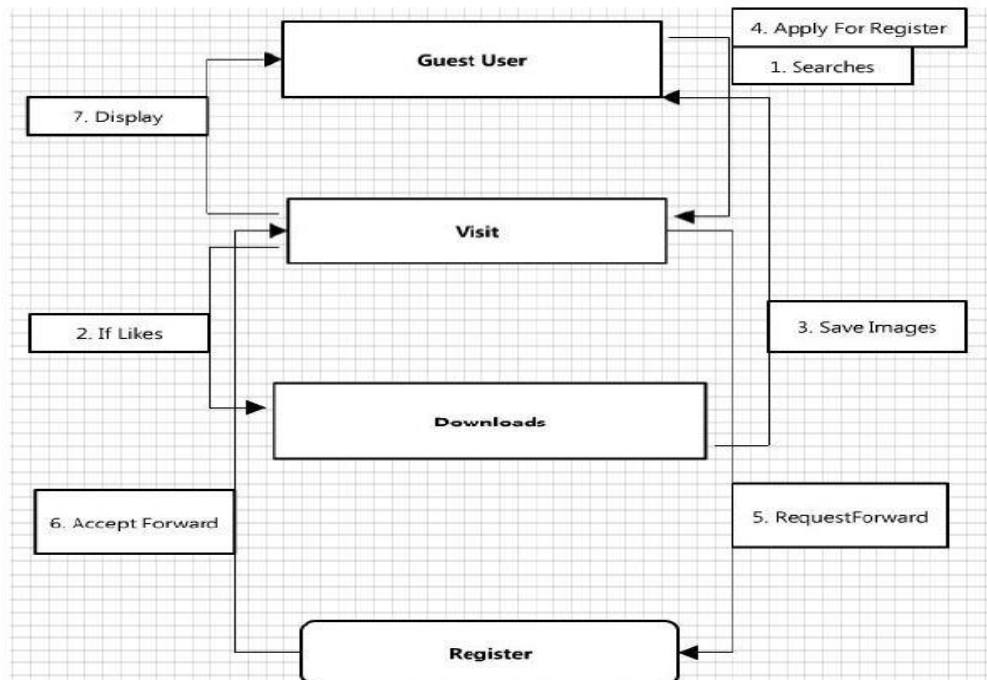 4. Apply For Register
Guest User
1. Searches
7. Display
Visit
2. If Likes
3. Save Images
Downloads
6. Accept Forward
5. RequestForward
Register